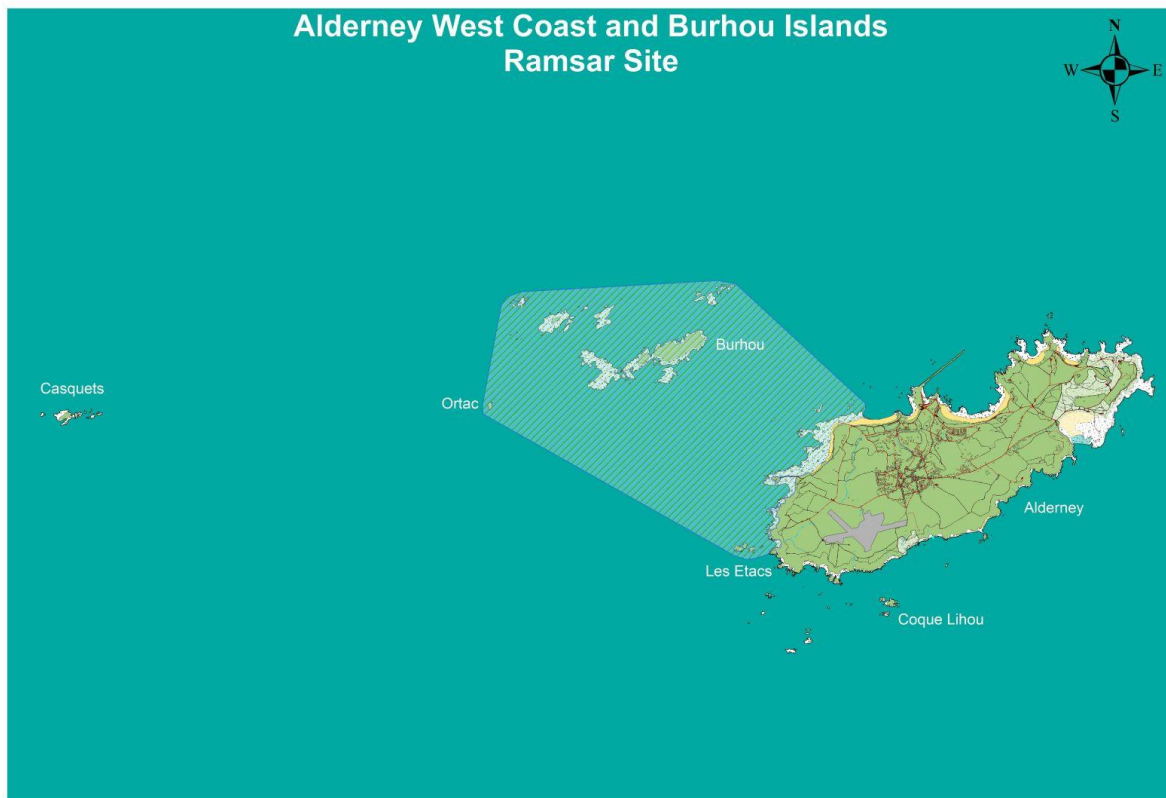 Alderney West Coast and Burhou Islands
Ramsar Site
N
W
E
S
Burhou
Casquets
Ortac
Alderney
Les Etacs
Coque Lihou